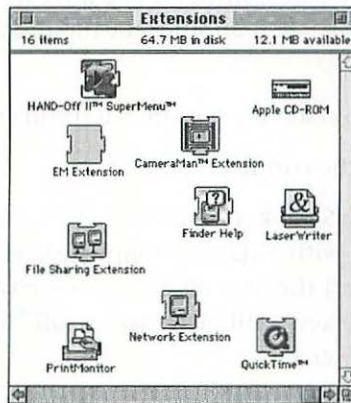 Extensions
16 items 64.7 MB in disk 12.1 MB available
HAND-Off II™ SuperMenu™
Apple CD-ROM
EM Extension
CameraMan™ Extension
Finder Help
LaserWriter
File Sharing Extension
Network Extension
PrintMonitor
QuickTime™